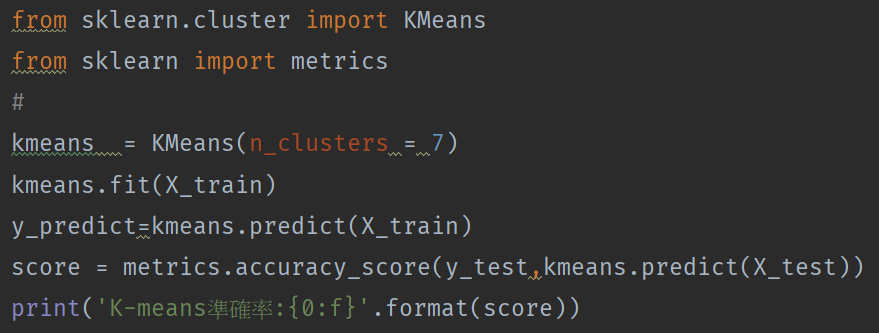 from sklearn.cluster import KMeans
from sklearn import metrics
#
kmeans  = KMeans(n_clusters = 7)
kmeans.fit(X_train)
y_predict=kmeans.predict(X_train)
score = metrics.accuracy_score(y_test,kmeans.predict(X_test))
print('K-means準確率:{0:f}'.format(score))